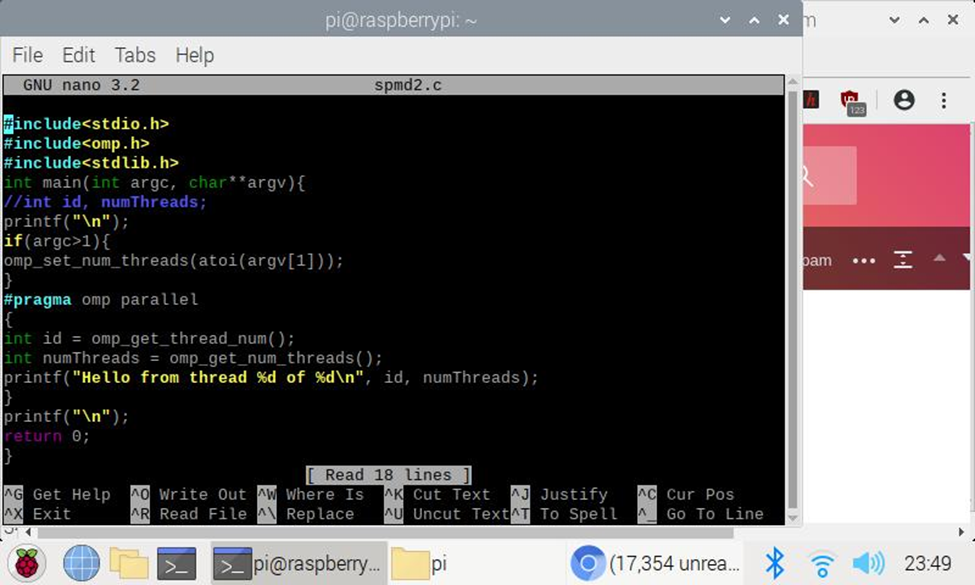 pi@raspberrypi: ~
File Edit Tabs Help
GNU nano 3.2 spmd2.c
#include<stdio.h>
#include<omp.h>
#include<stdlib.h>
int main(int argc, char**argv){
//int id, numThreads;
printf("\n");
if(argc>1){
omp_set_num_threads(atoi(argv[1]));
}
#pragma omp parallel
{
int id = omp_get_thread_num();
int numThreads = omp_get_num_threads();
printf("Hello from thread %d of %d\n", id, numThreads);
}
printf("\n");
return 0;
}
[ Read 18 lines ]
^G Get Help ^O Write Out ^W Where Is ^K Cut Text ^J Justify ^C Cur Pos
^X Exit ^R Read File ^\ Replace ^U Uncut Text ^T To Spell ^_ Go To Line
m
123
pam
pi@raspberry... pi (17,354 unrea... 23:49